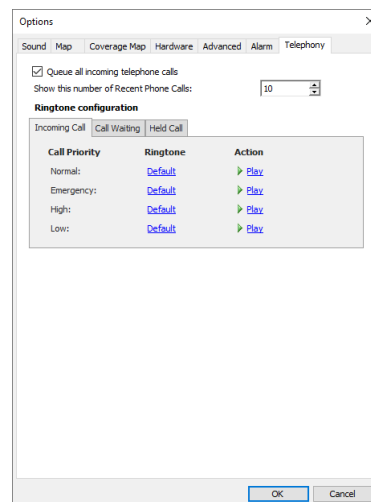 Options
Sound Map Coverage Map Hardware Advanced Alarm Telephony
Queue all incoming telephone calls
Show this number of Recent Phone Calls: 10
Ringtone configuration
Incoming Call Call Waiting Held Call
Call Priority Ringtone Action
Normal: Default Play
Emergency: Default Play
High: Default Play
Low: Default Play
OK Cancel